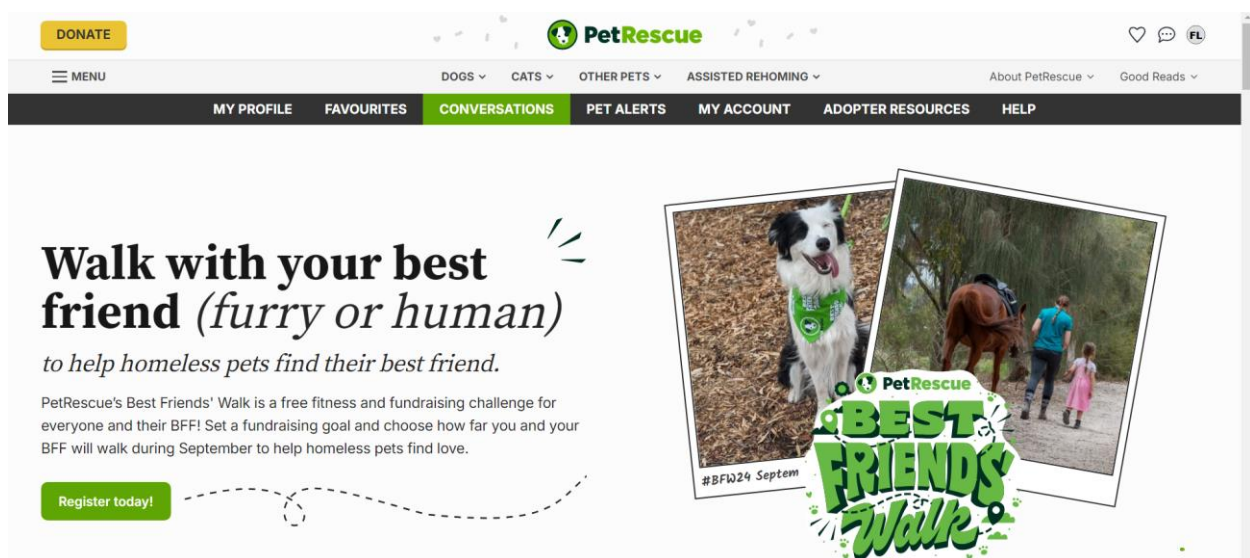 DONATE
PetRescue
FL
MENU
DOGS
CATS
OTHER PETS
ASSISTED REHOMING
About PetRescue
Good Reads
MY PROFILE
FAVOURITES
CONVERSATIONS
PET ALERTS
MY ACCOUNT
ADOPTER RESOURCES
HELP
Walk with your best
friend (furry or human)
to help homeless pets find their best friend.
PetRescue's Best Friends' Walk is a free fitness and fundraising challenge for
everyone and their BFF! Set a fundraising goal and choose how far you and your
BFF will walk during September to help homeless pets find love.
Register today!
#BFW24 Septem
PetRescue
BEST
FRIENDS
Walk